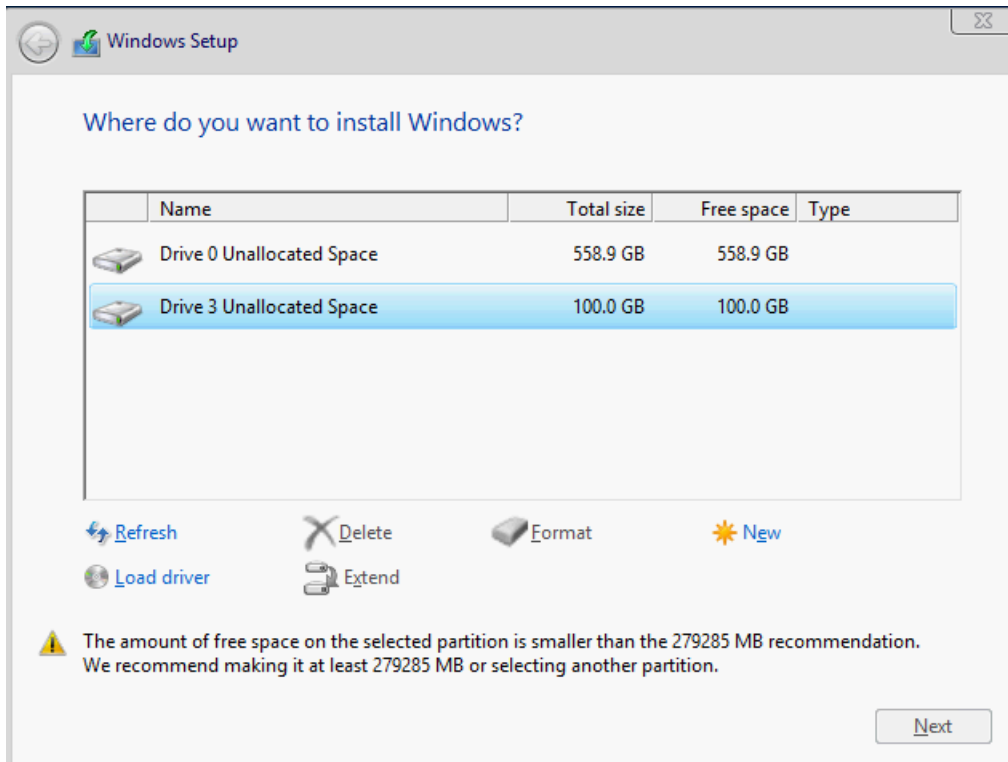 Windows Setup
Where do you want to install Windows?
Name Total size Free space Type
Drive 0 Unallocated Space 558.9 GB 558.9 GB
Drive 3 Unallocated Space 100.0 GB 100.0 GB
Refresh Delete Format New
Load driver Extend
The amount of free space on the selected partition is smaller than the 279285 MB recommendation.
We recommend making it at least 279285 MB or selecting another partition.
Next